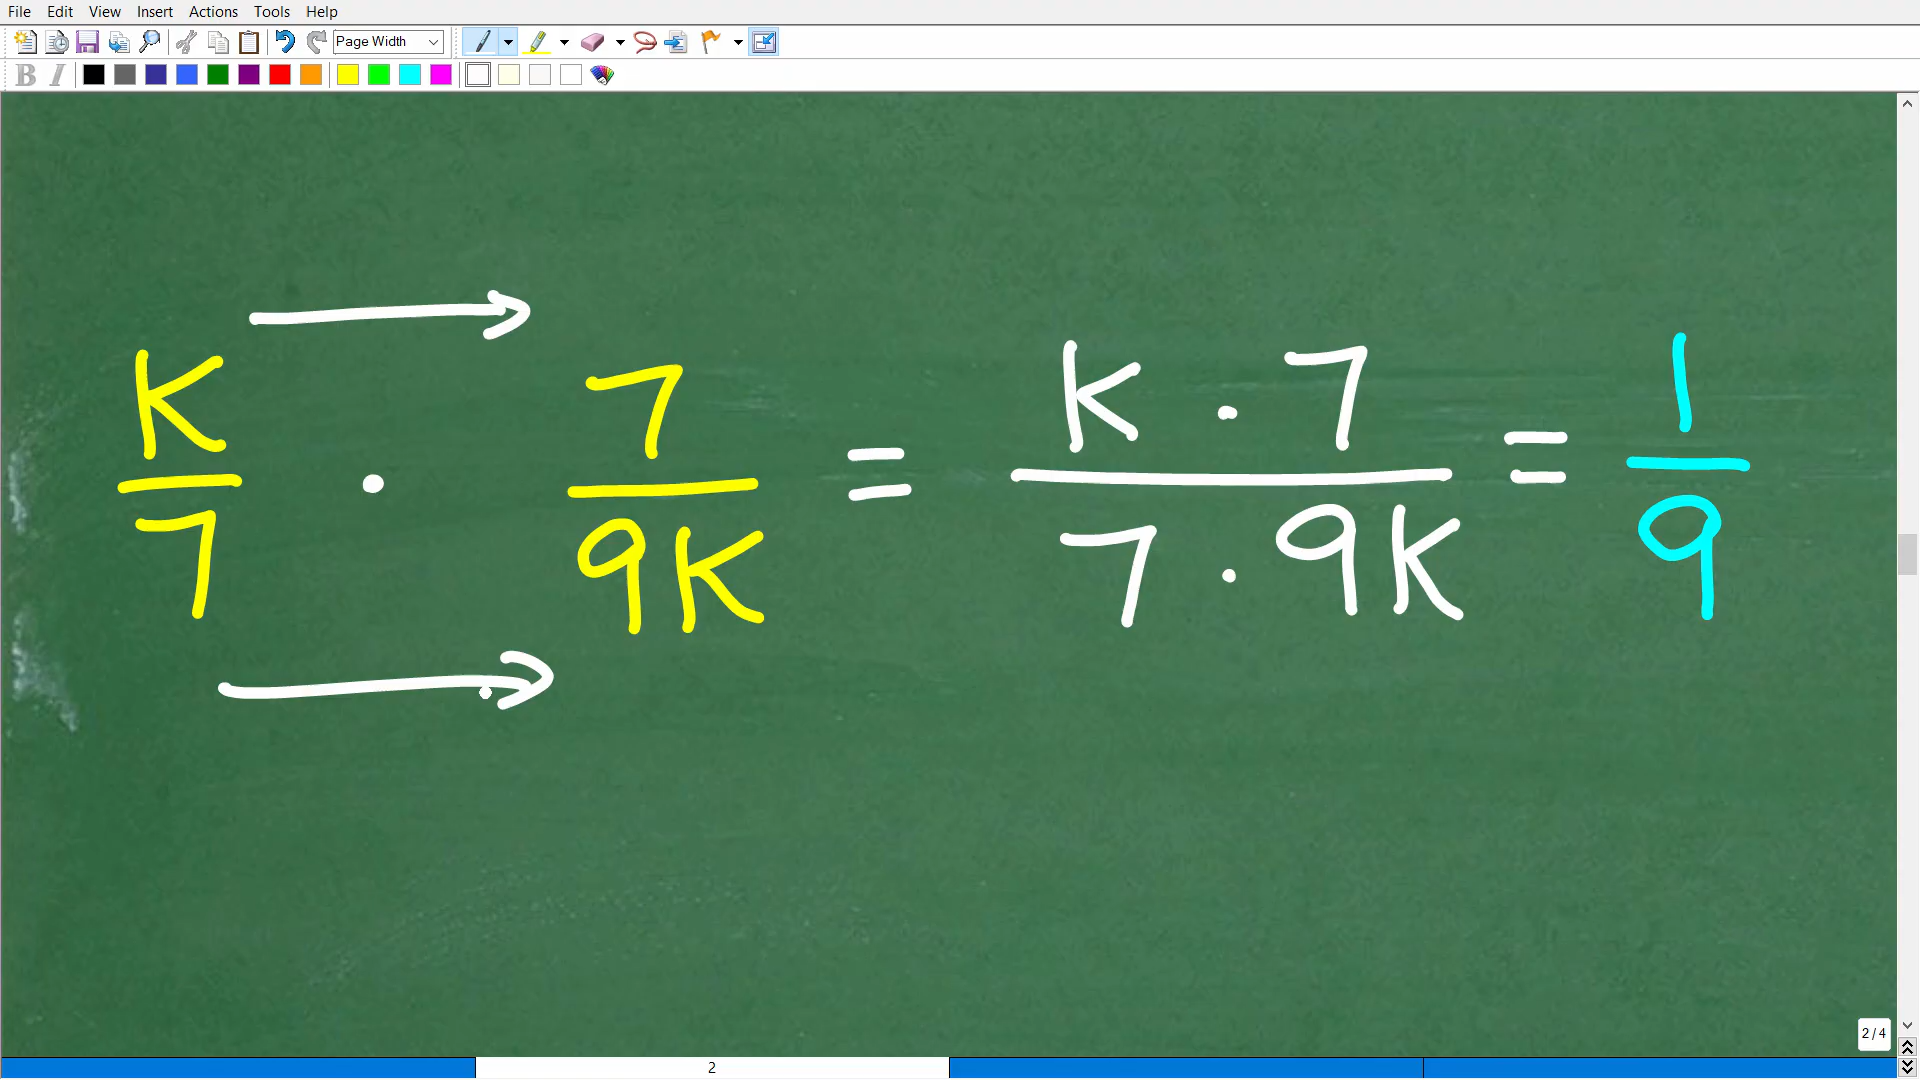 File Edit View Insert Actions Tools Help
Page Width
B I
K/7 · 7/9K = K · 7/7 · 9K = 1/9
2 / 4
2